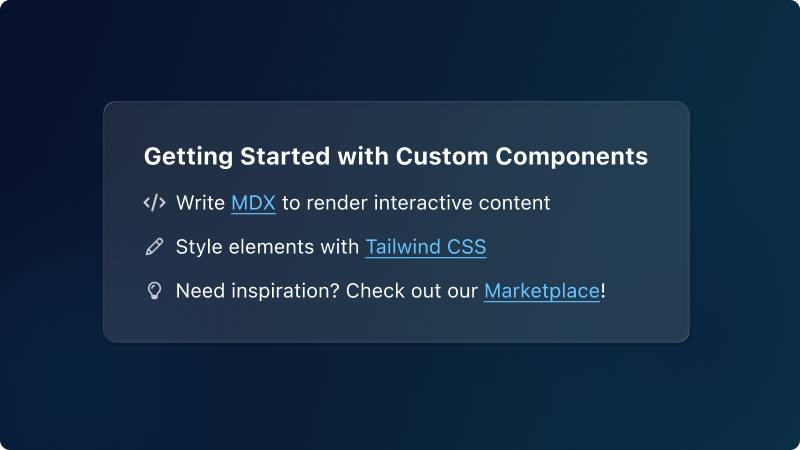 Getting Started with Custom Components
Write MDX to render interactive content
Style elements with Tailwind CSS
Need inspiration? Check out our Marketplace!